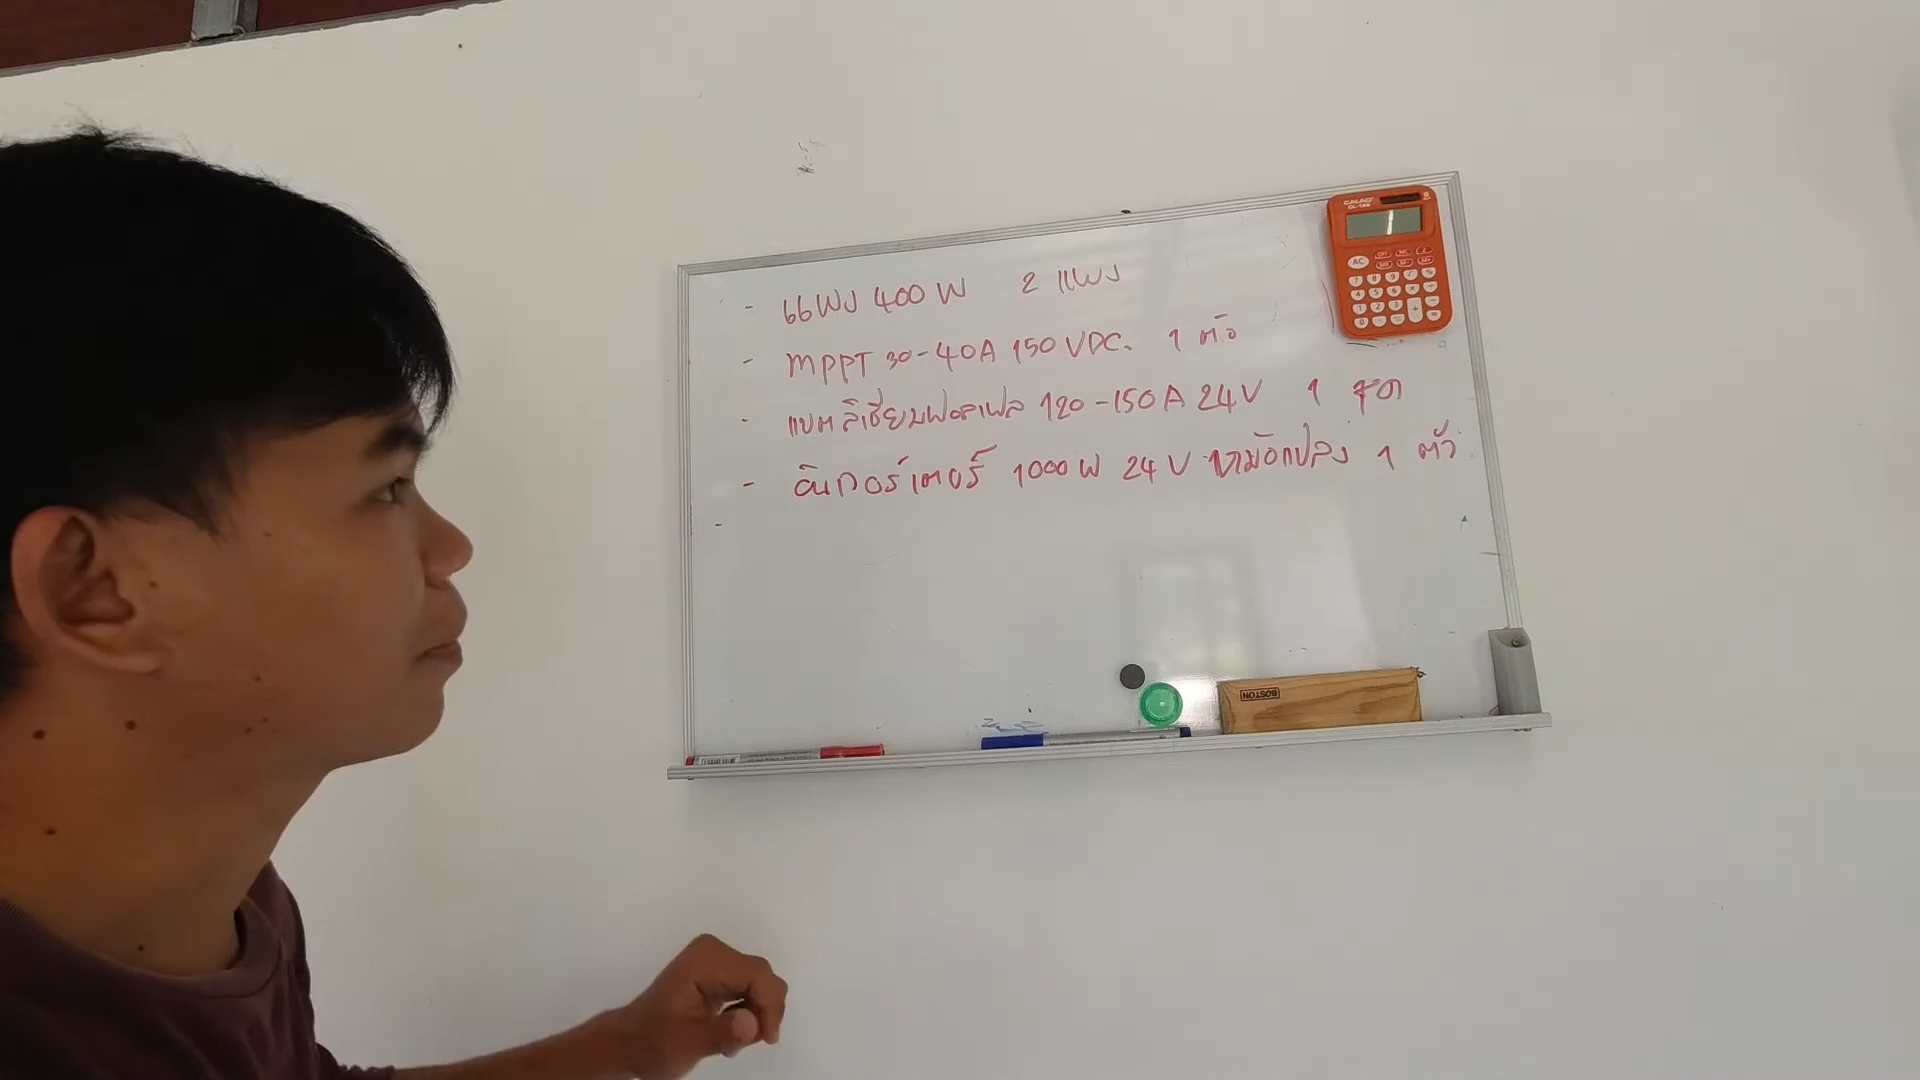 - แผง 400 W 2 แผง
- MPPT 30-40A 150 VDC. 1 ตัว
- แบตลิเธียมฟอสเฟส 120-150A 24V 1 ชุด
- อินเวอร์เตอร์ 1000 W 24 V หม้อแปลง 1 ตัว
BOSTON
AC